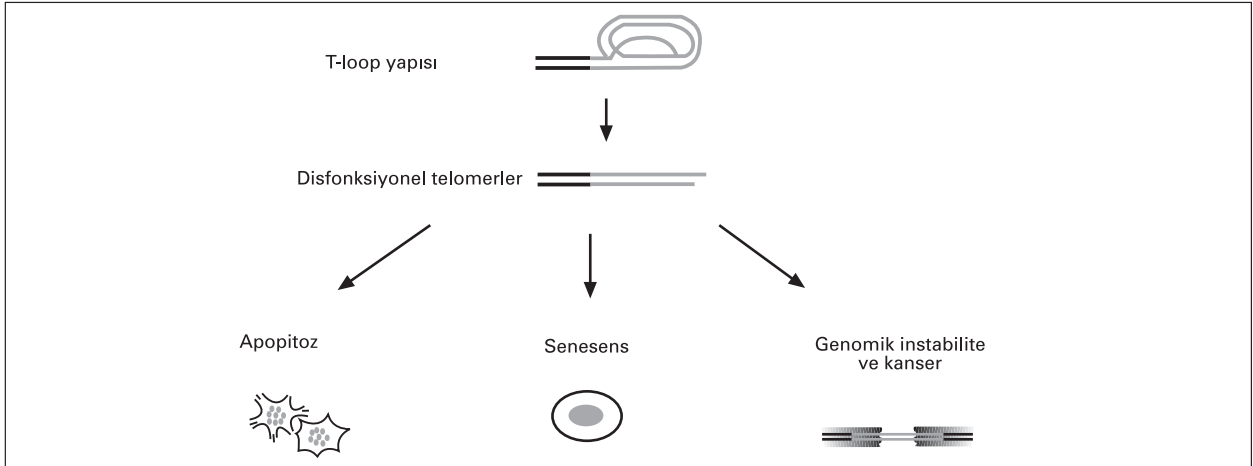 T-loop yapısı
Disfonksiyonel telomerler
Apopitoz
Senesens
Genomik instabilite
ve kanser